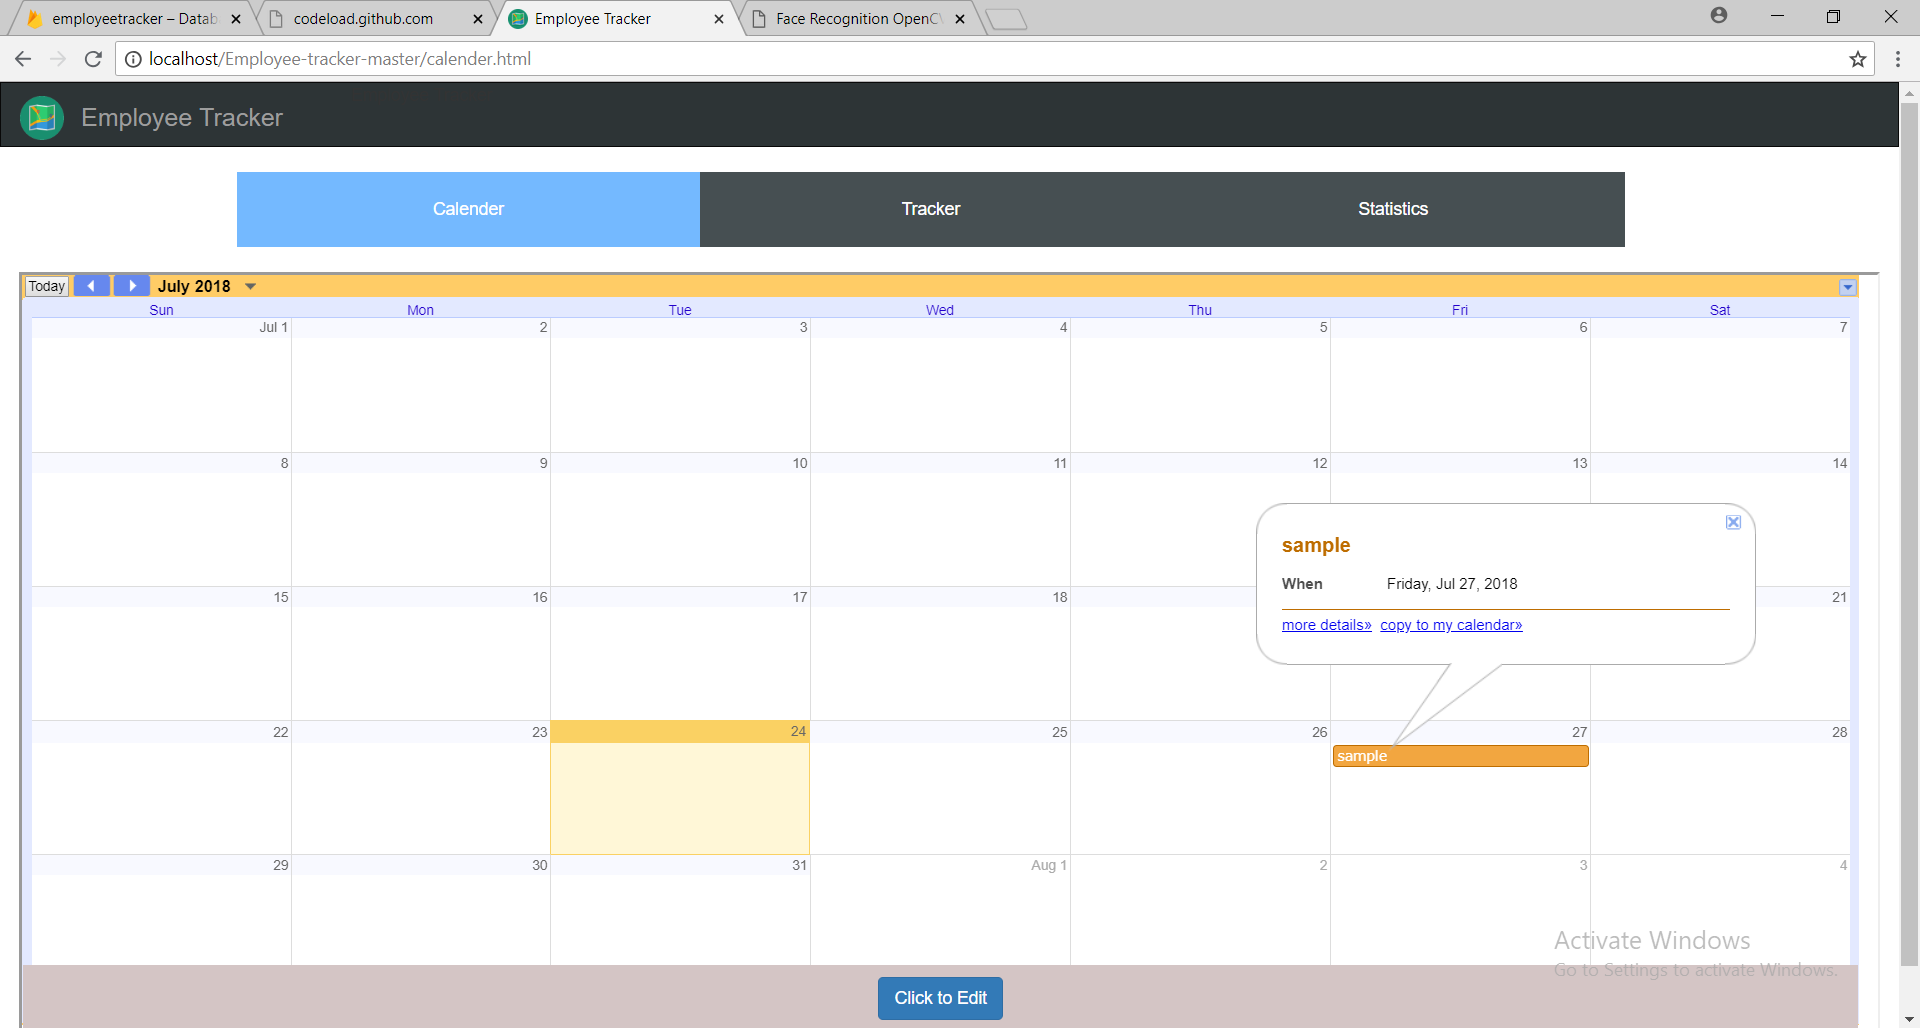 employeetracker – Datab
codeload.github.com
Employee Tracker
Face Recognition OpenC
localhost/Employee-tracker-master/calender.html
Employee Tracker
Calender Tracker Statistics
Today July 2018
Sun Mon Tue Wed Thu Fri Sat
Jul 1 2 3 4 5 6 7
8 9 10 11 12 13 14
sample
When Friday, Jul 27, 2018
more details» copy to my calendar»
15 16 17 18 21
22 23 24 25 26 27 28
sample
29 30 31 Aug 1 2 3 4
Activate Windows
Go to Settings to activate Windows.
Click to Edit